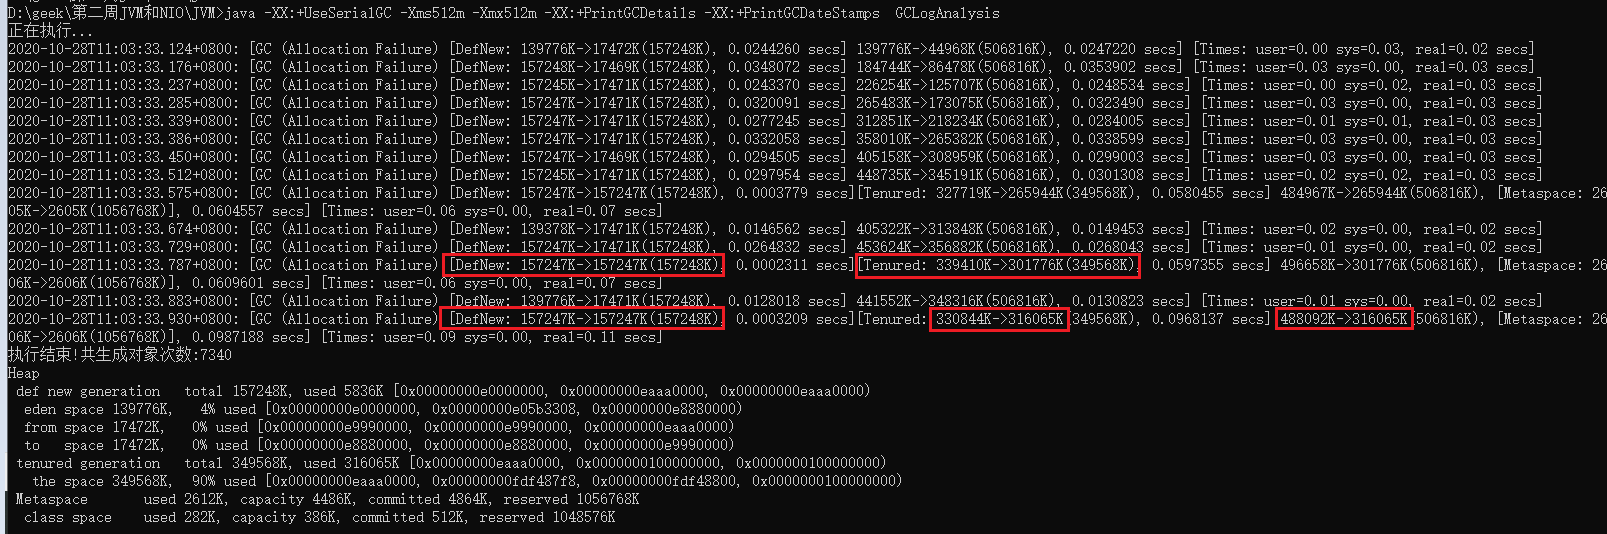 D:\geek\第二周JVM和NIO\JVM>java -XX:+UseSerialGC -Xms512m -Xmx512m -XX:+PrintGCDetails -XX:+PrintGCDateStamps  GCLogAnalysis
正在执行...
2020-10-28T11:03:33.124+0800: [GC (Allocation Failure) [DefNew: 139776K->17472K(157248K), 0.0244260 secs] 139776K->44968K(506816K), 0.0247220 secs] [Times: user=0.00 sys=0.03, real=0.02 secs]
2020-10-28T11:03:33.176+0800: [GC (Allocation Failure) [DefNew: 157248K->17469K(157248K), 0.0348072 secs] 184744K->86478K(506816K), 0.0353902 secs] [Times: user=0.03 sys=0.00, real=0.03 secs]
2020-10-28T11:03:33.237+0800: [GC (Allocation Failure) [DefNew: 157245K->17471K(157248K), 0.0243370 secs] 226254K->125707K(506816K), 0.0248534 secs] [Times: user=0.00 sys=0.02, real=0.03 secs]
2020-10-28T11:03:33.285+0800: [GC (Allocation Failure) [DefNew: 157247K->17471K(157248K), 0.0320091 secs] 265483K->173075K(506816K), 0.0323490 secs] [Times: user=0.03 sys=0.00, real=0.03 secs]
2020-10-28T11:03:33.339+0800: [GC (Allocation Failure) [DefNew: 157247K->17471K(157248K), 0.0277245 secs] 312851K->218234K(506816K), 0.0284005 secs] [Times: user=0.01 sys=0.01, real=0.03 secs]
2020-10-28T11:03:33.386+0800: [GC (Allocation Failure) [DefNew: 157247K->17471K(157248K), 0.0332058 secs] 358010K->265382K(506816K), 0.0338599 secs] [Times: user=0.03 sys=0.00, real=0.03 secs]
2020-10-28T11:03:33.450+0800: [GC (Allocation Failure) [DefNew: 157247K->17469K(157248K), 0.0294505 secs] 405158K->308959K(506816K), 0.0299003 secs] [Times: user=0.03 sys=0.00, real=0.03 secs]
2020-10-28T11:03:33.512+0800: [GC (Allocation Failure) [DefNew: 157245K->17471K(157248K), 0.0297954 secs] 448735K->345191K(506816K), 0.0301308 secs] [Times: user=0.02 sys=0.02, real=0.03 secs]
2020-10-28T11:03:33.575+0800: [GC (Allocation Failure) [DefNew: 157247K->157247K(157248K), 0.0003779 secs][Tenured: 327719K->265944K(349568K), 0.0580455 secs] 484967K->265944K(506816K), [Metaspace: 26
05K->2605K(1056768K)], 0.0604557 secs] [Times: user=0.06 sys=0.00, real=0.07 secs]
2020-10-28T11:03:33.674+0800: [GC (Allocation Failure) [DefNew: 139378K->17471K(157248K), 0.0146562 secs] 405322K->313848K(506816K), 0.0149453 secs] [Times: user=0.02 sys=0.00, real=0.02 secs]
2020-10-28T11:03:33.729+0800: [GC (Allocation Failure) [DefNew: 157247K->17471K(157248K), 0.0264832 secs] 453624K->356882K(506816K), 0.0268043 secs] [Times: user=0.01 sys=0.00, real=0.02 secs]
2020-10-28T11:03:33.787+0800: [GC (Allocation Failure) [DefNew: 157247K->157247K(157248K), 0.0002311 secs][Tenured: 339410K->301776K(349568K), 0.0597355 secs] 496658K->301776K(506816K), [Metaspace: 26
06K->2606K(1056768K)], 0.0609601 secs] [Times: user=0.06 sys=0.00, real=0.07 secs]
2020-10-28T11:03:33.883+0800: [GC (Allocation Failure) [DefNew: 139776K->17471K(157248K), 0.0128018 secs] 441552K->348316K(506816K), 0.0130823 secs] [Times: user=0.01 sys=0.00, real=0.02 secs]
2020-10-28T11:03:33.930+0800: [GC (Allocation Failure) [DefNew: 157247K->157247K(157248K), 0.0003209 secs][Tenured: 330844K->316065K(349568K), 0.0968137 secs] 488092K->316065K(506816K), [Metaspace: 26
06K->2606K(1056768K)], 0.0987188 secs] [Times: user=0.09 sys=0.00, real=0.11 secs]
执行结束!共生成对象次数:7340
Heap
 def new generation   total 157248K, used 5836K [0x00000000e0000000, 0x00000000eaaa0000, 0x00000000eaaa0000)
  eden space 139776K,   4% used [0x00000000e0000000, 0x00000000e05b3308, 0x00000000e8880000)
  from space 17472K,   0% used [0x00000000e9990000, 0x00000000e9990000, 0x00000000eaaa0000)
  to   space 17472K,   0% used [0x00000000e8880000, 0x00000000e8880000, 0x00000000e9990000)
 tenured generation   total 349568K, used 316065K [0x00000000eaaa0000, 0x0000000100000000, 0x0000000100000000)
   the space 349568K,  90% used [0x00000000eaaa0000, 0x00000000fdf487f8, 0x00000000fdf48800, 0x0000000100000000)
 Metaspace       used 2612K, capacity 4486K, committed 4864K, reserved 1056768K
  class space    used 282K, capacity 386K, committed 512K, reserved 1048576K